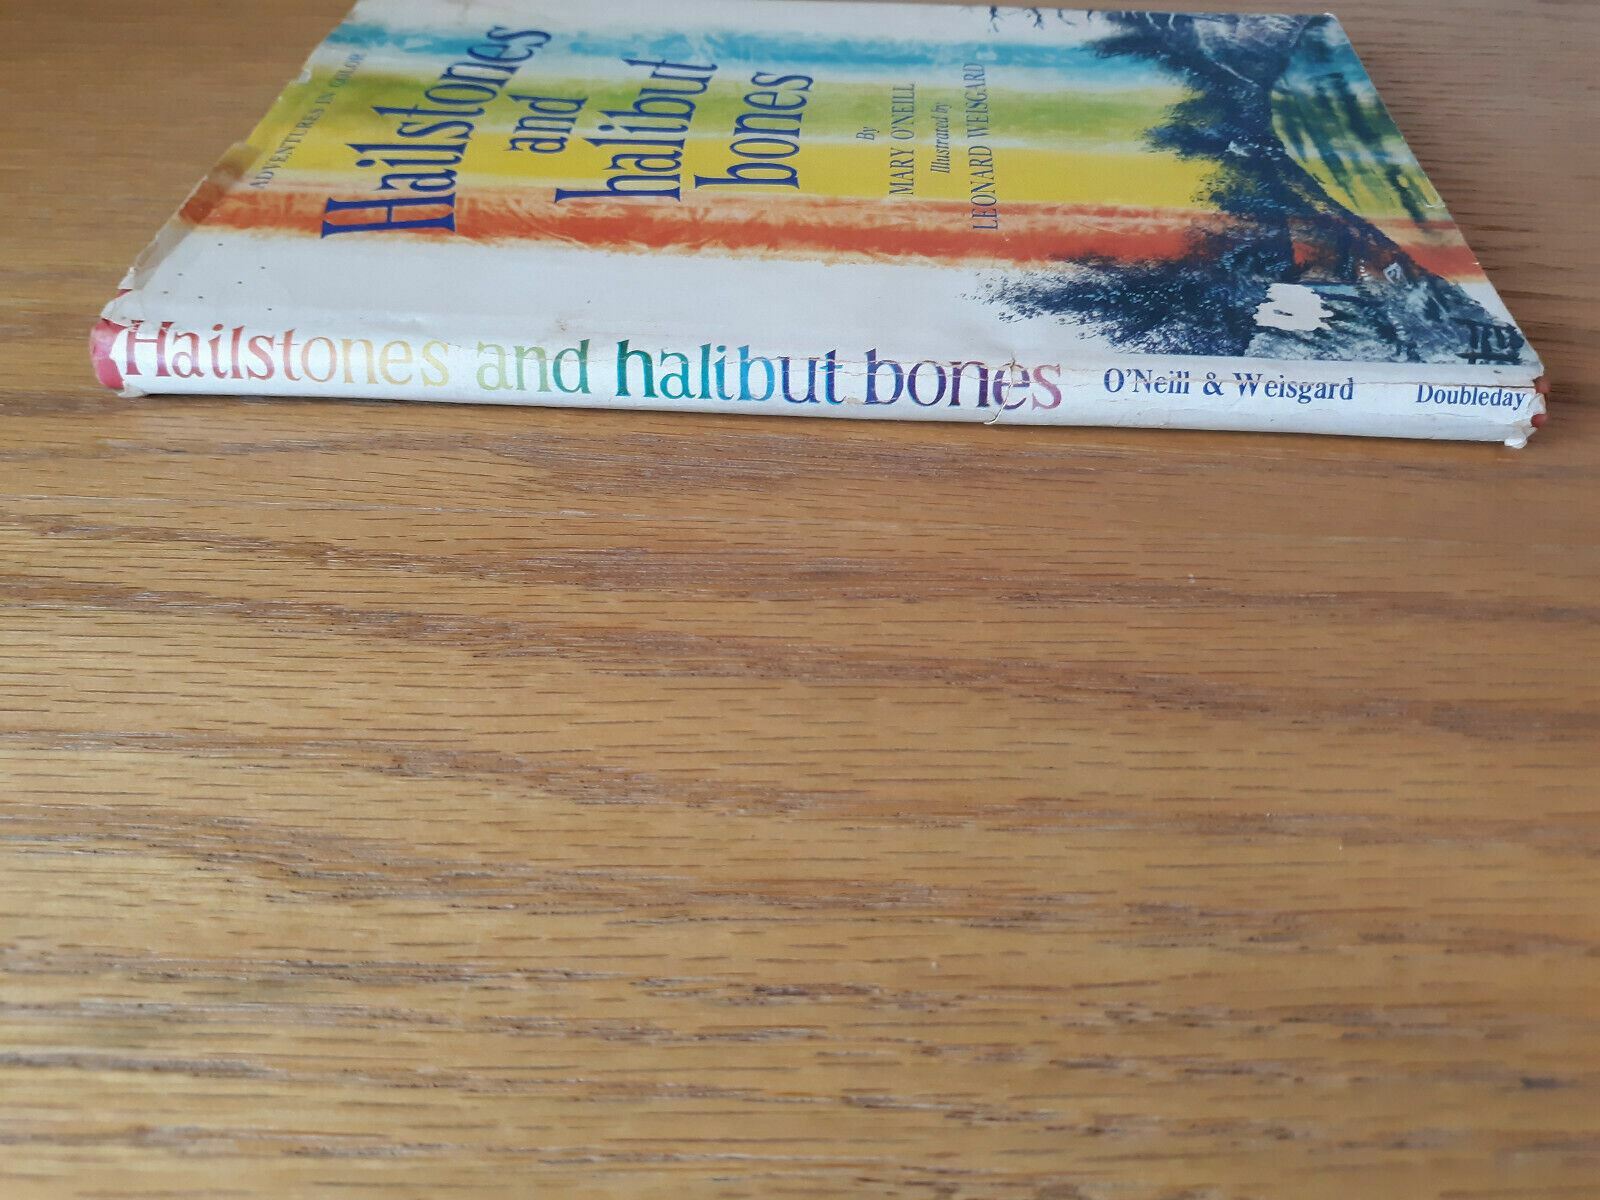 ADVENTURES IN COLOR
Hailstones
and
halibut
bones
By
MARY O'NEILL
Illustrated by
LEONARD WEISGARD
Hailstones and halibut bones O'Neill & Weisgard Doubleday